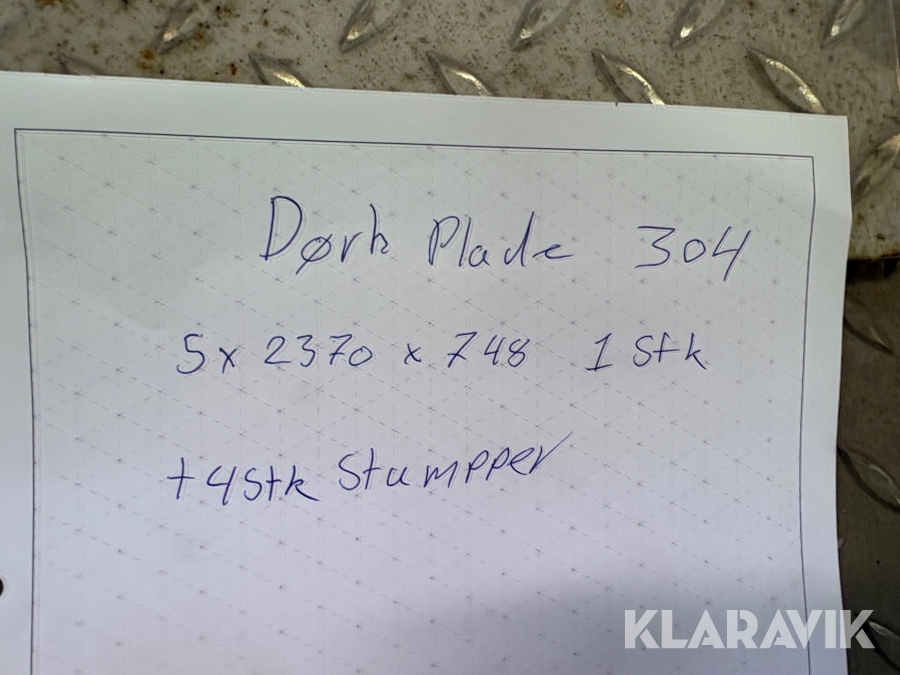 Dørk Plade 304
5x 2370 x 748 1 Stk
+4Stk Stumpper
KLARAVIK